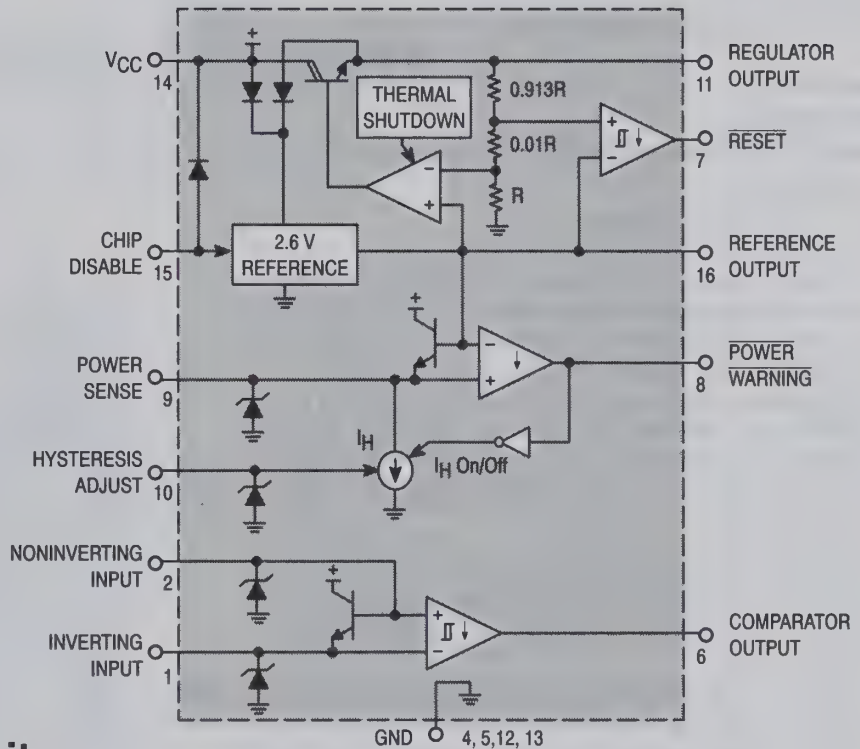 VCC
14
+
THERMAL
SHUTDOWN
0.913R
0.01R
R
+
−
−
+
REGULATOR
OUTPUT
11
RESET
7
CHIP
DISABLE
15
2.6 V
REFERENCE
REFERENCE
OUTPUT
16
+
−
+
POWER
WARNING
8
POWER
SENSE
9
IH
IH On/Off
HYSTERESIS
ADJUST
10
NONINVERTING
INPUT
2
+
+
−
INVERTING
INPUT
1
COMPARATOR
OUTPUT
6
GND
4, 5,12, 13